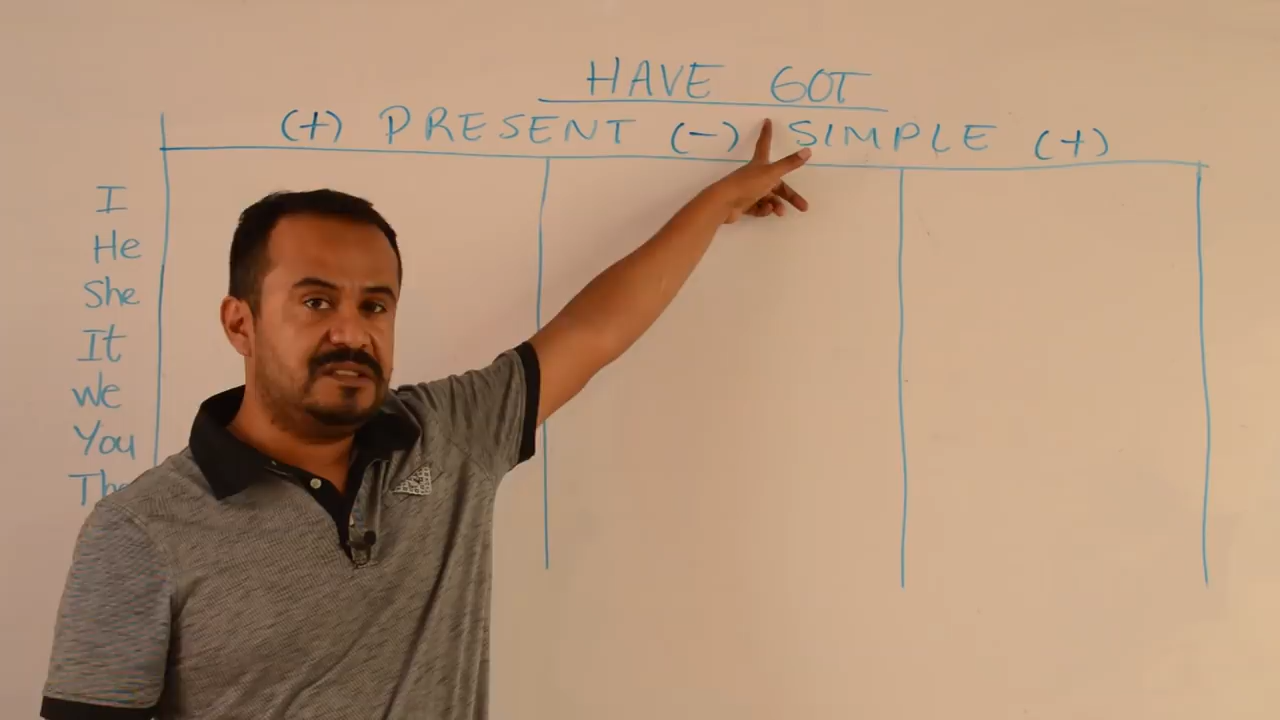 HAVE GOT
(+) PRESENT (-) SIMPLE (+)
I
He
She
It
We
You